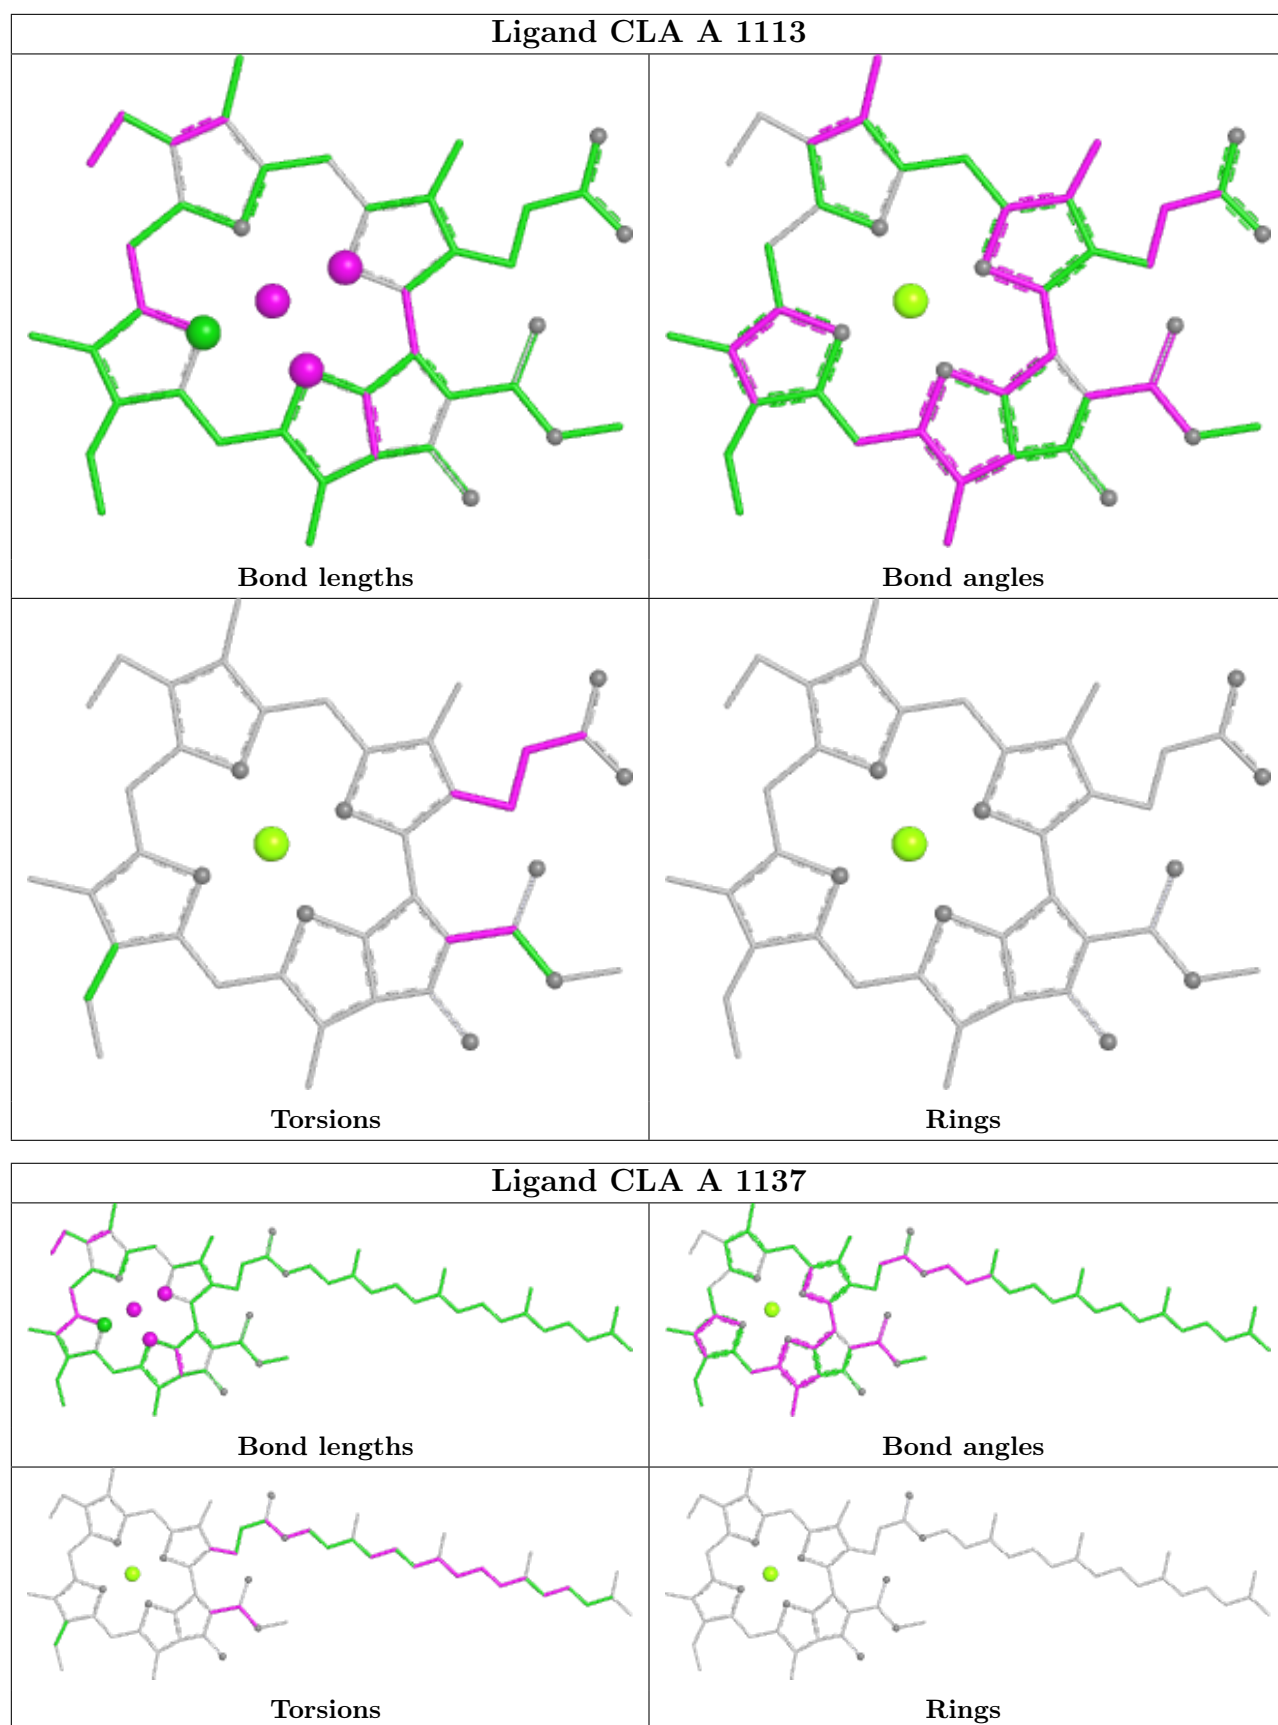 Ligand CLA A 1113
Bond lengths
Bond angles
Torsions
Rings
Ligand CLA A 1137
Bond lengths
Bond angles
Torsions
Rings